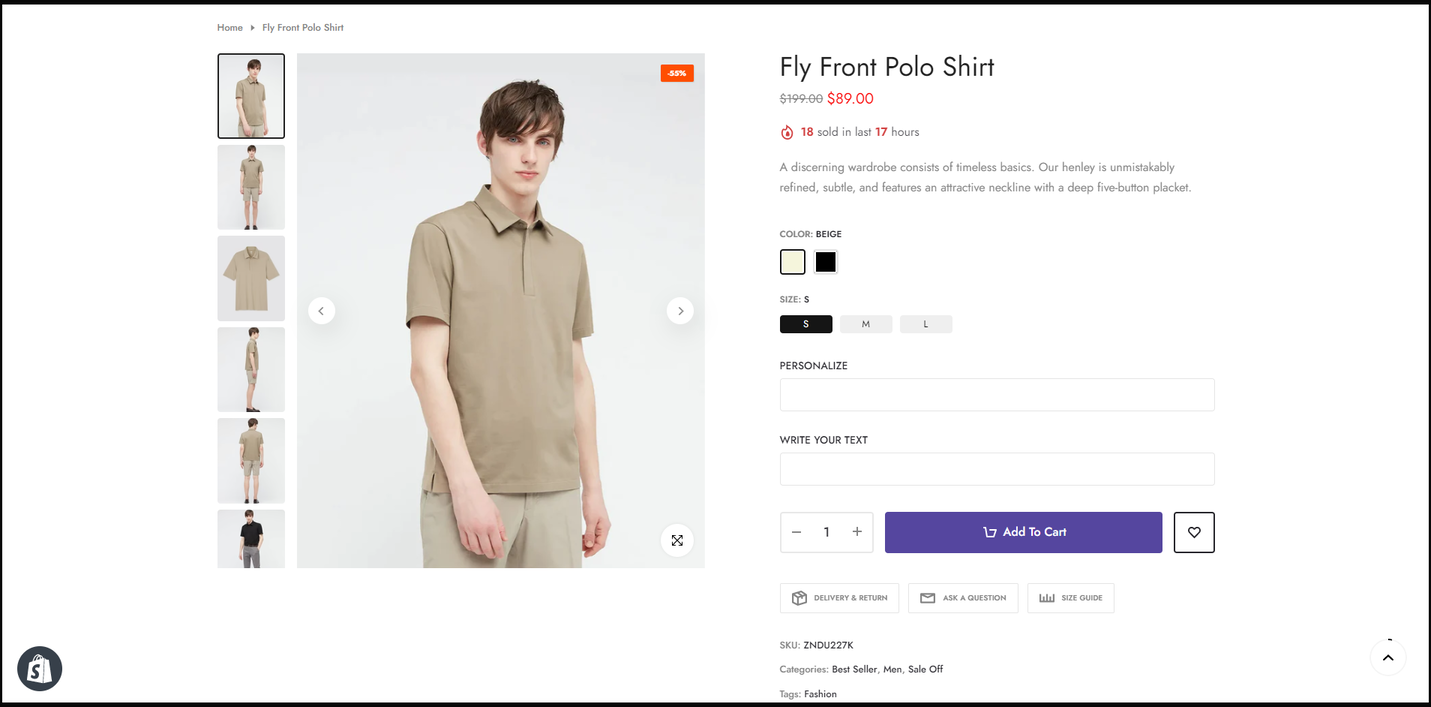 Home Fly Front Polo Shirt
-55%
Fly Front Polo Shirt
$199.00 $89.00
18 sold in last 17 hours
A discerning wardrobe consists of timeless basics. Our henley is unmistakably
refined, subtle, and features an attractive neckline with a deep five-button placket.
COLOR: BEIGE
SIZE: S
S M L
PERSONALIZE
WRITE YOUR TEXT
1 Add To Cart
DELIVERY & RETURN ASK A QUESTION SIZE GUIDE
SKU: ZNDU227K
Categories: Best Seller, Men, Sale Off
Tags: Fashion